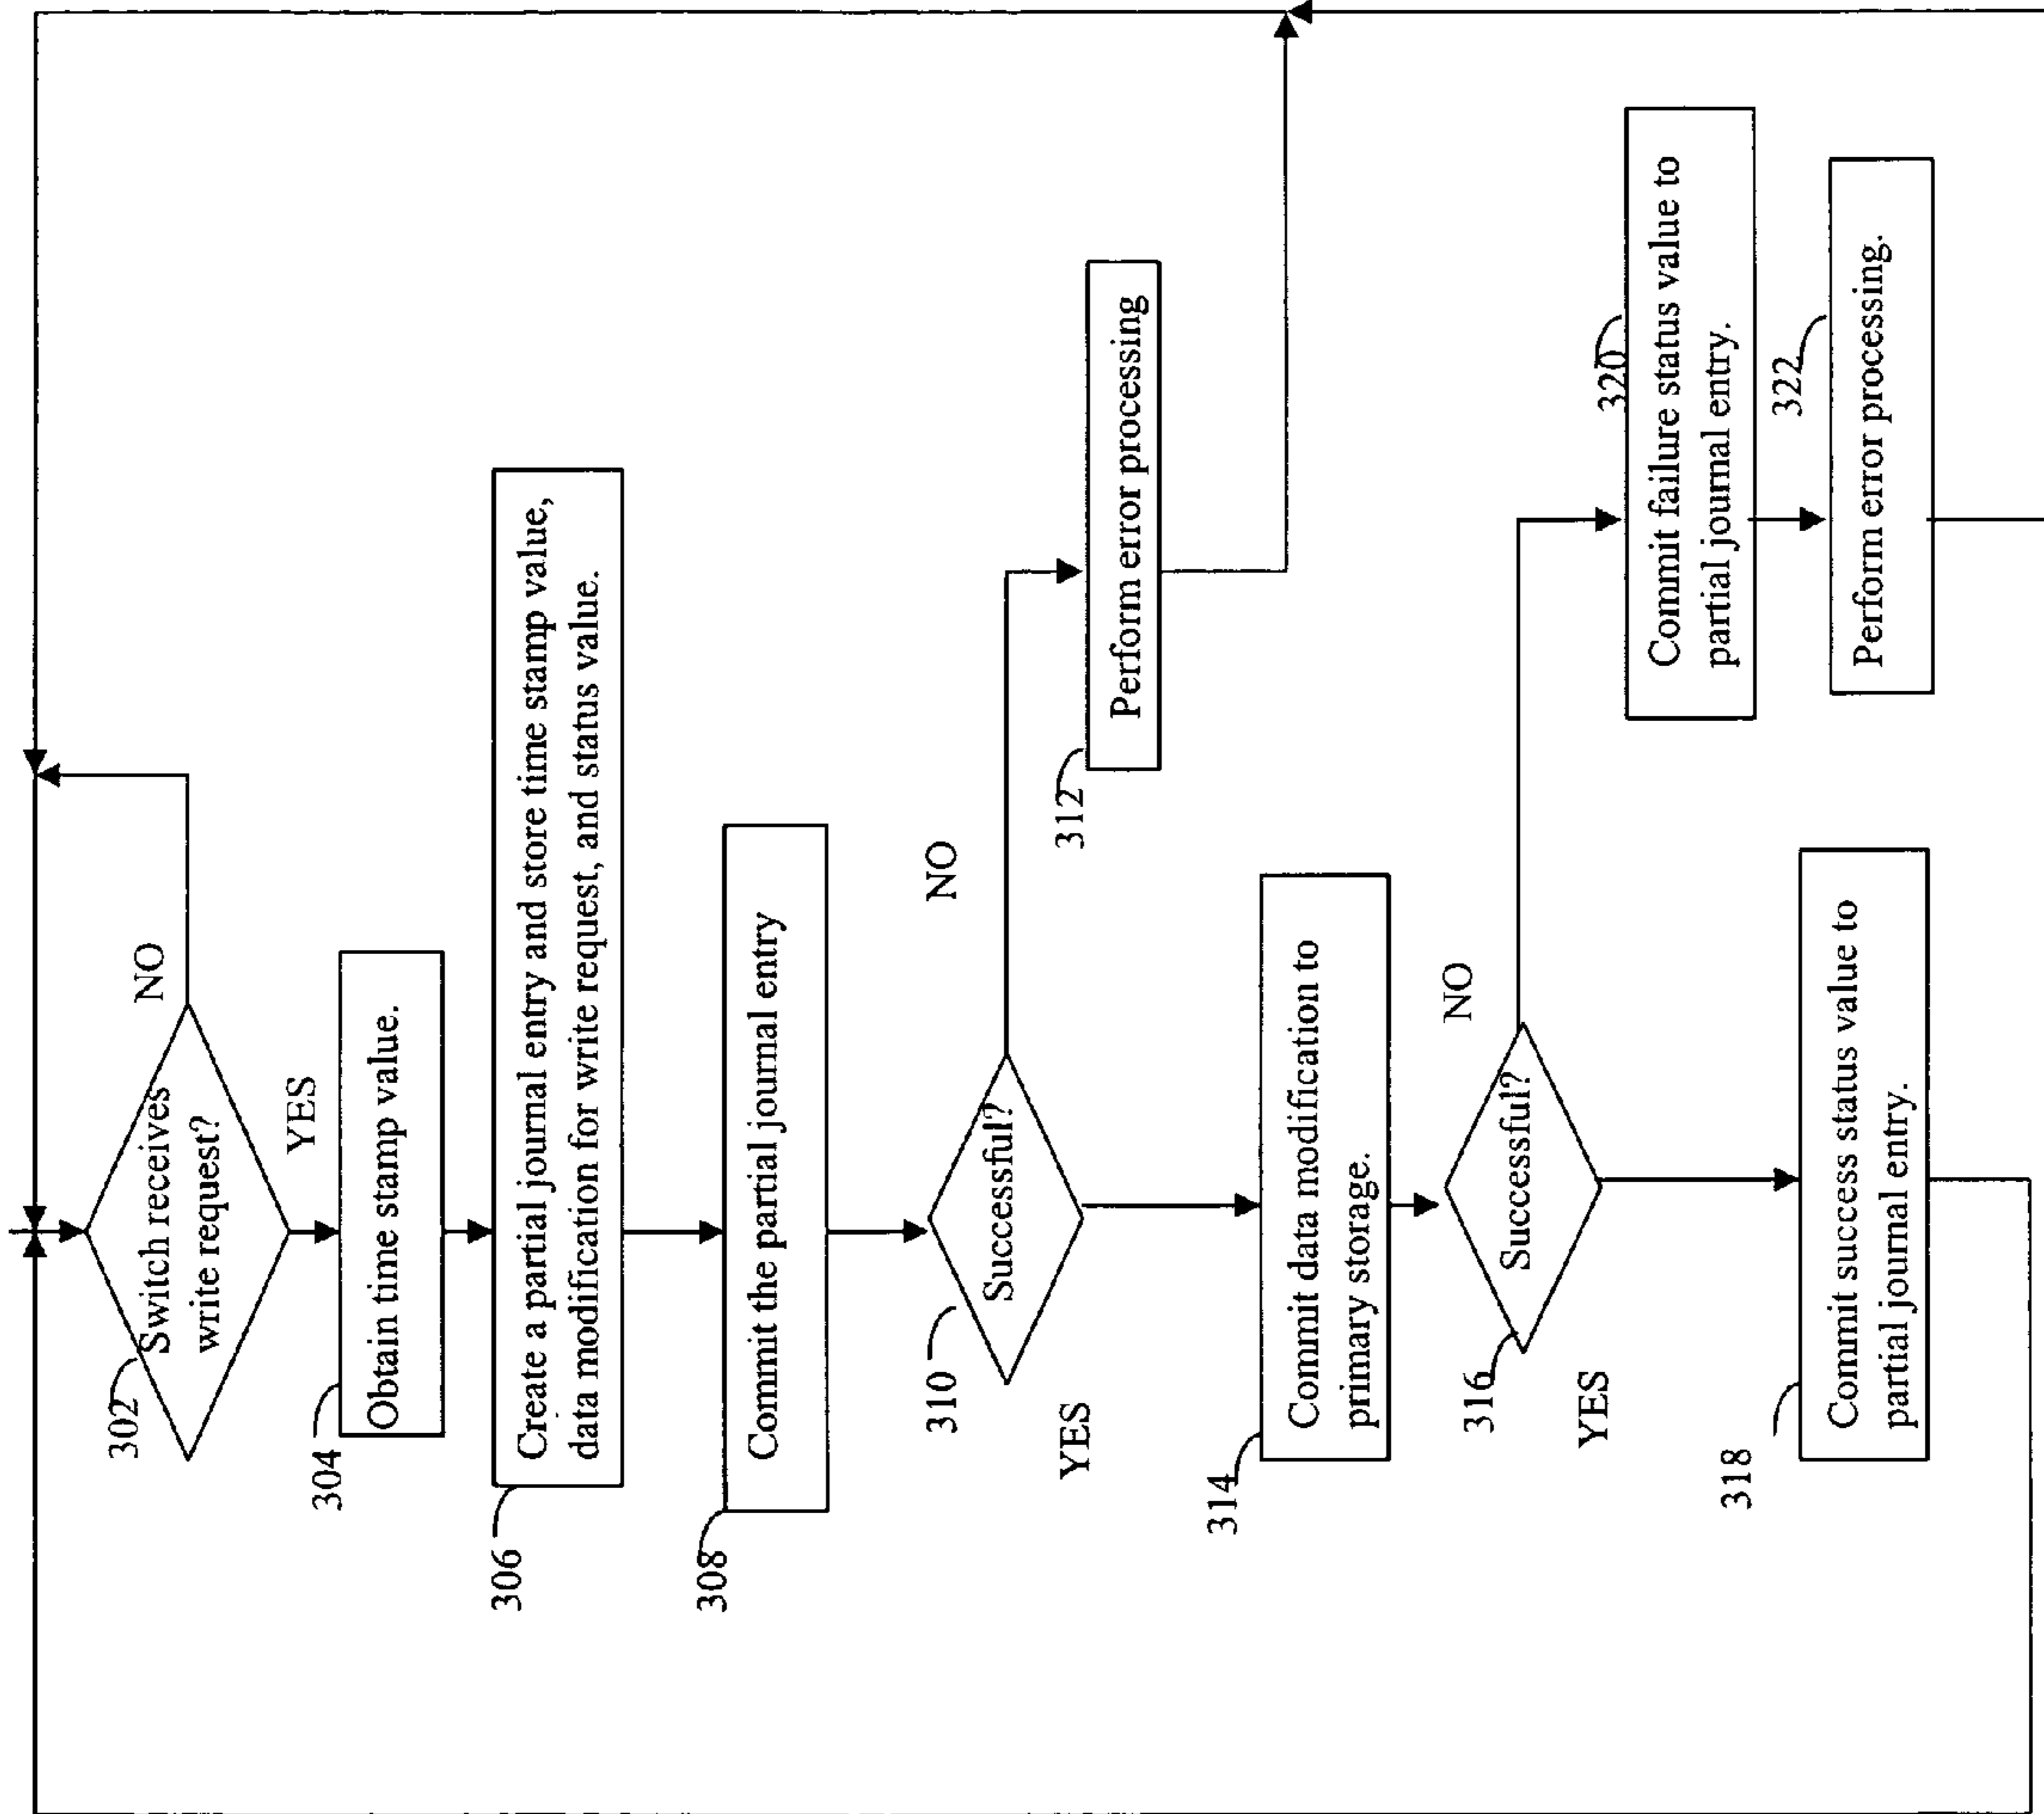 302
Switch receives
write request?
NO
YES
304
Obtain time stamp value.
306
Create a partial journal entry and store time stamp value,
data modification for write request, and status value.
308
Commit the partial journal entry
310
Successful?
NO
YES
312
Perform error processing
314
Commit data modification to
primary storage.
316
Successful?
NO
YES
320
Commit failure status value to
partial journal entry.
322
Perform error processing.
318
Commit success status value to
partial journal entry.